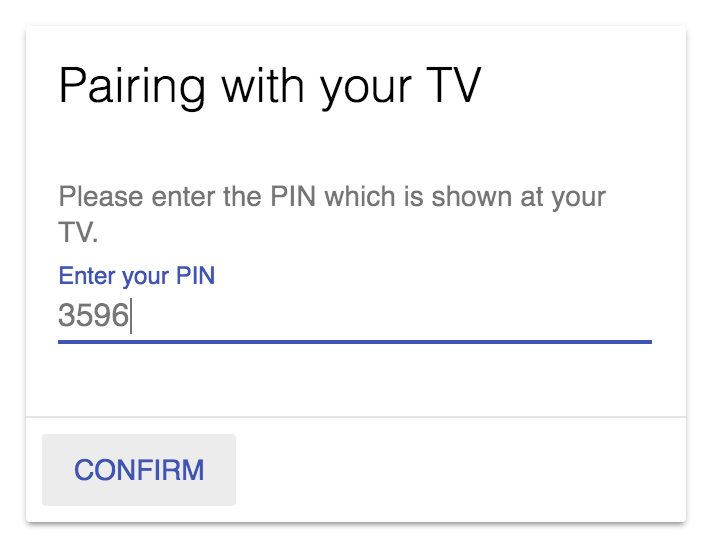 Pairing with your TV
Please enter the PIN which is shown at your
TV.
Enter your PIN
3596
CONFIRM